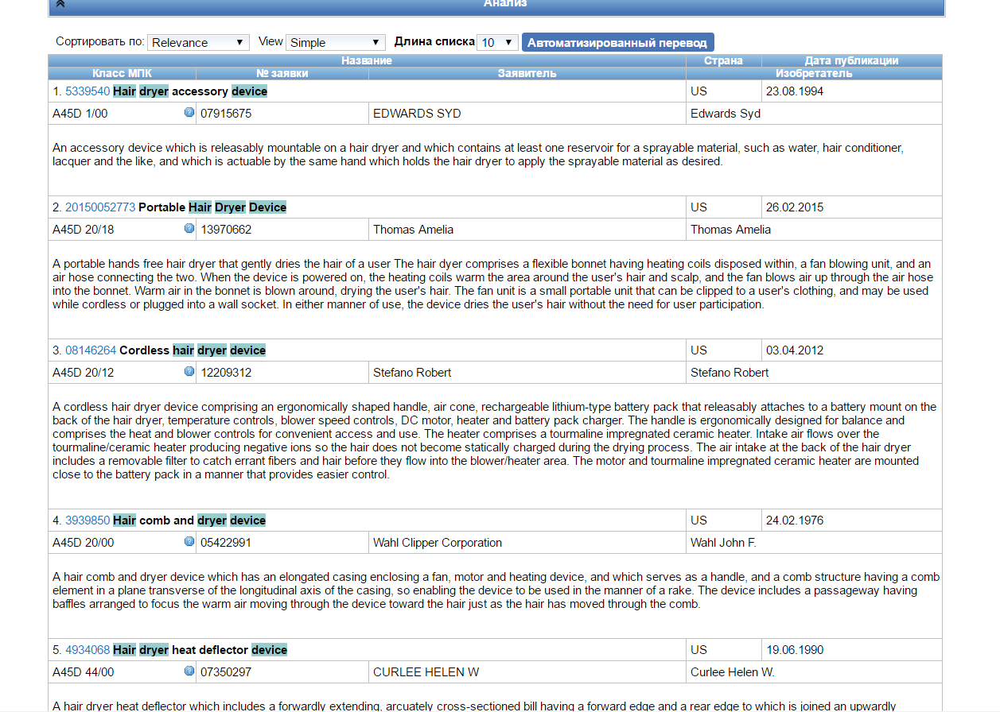 Анализ
Сортировать по: Relevance View Simple Длина списка 10 Автоматизированный перевод
Название Страна Дата публикации
Класс МПК № заявки Заявитель Изобретатель
1. 5339540 Hair dryer accessory device US 23.08.1994
A45D 1/00 07915675 EDWARDS SYD Edwards Syd
An accessory device which is releasably mountable on a hair dryer and which contains at least one reservoir for a sprayable material, such as water, hair conditioner,
lacquer and the like, and which is actuable by the same hand which holds the hair dryer to apply the sprayable material as desired.
2. 20150052773 Portable Hair Dryer Device US 26.02.2015
A45D 20/18 13970662 Thomas Amelia Thomas Amelia
A portable hands free hair dryer that gently dries the hair of a user The hair dyer comprises a flexible bonnet having heating coils disposed within, a fan blowing unit, and an
air hose connecting the two. When the device is powered on, the heating coils warm the area around the user's hair and scalp, and the fan blows air up through the air hose
into the bonnet. Warm air in the bonnet is blown around, drying the user's hair. The fan unit is a small portable unit that can be clipped to a user's clothing, and may be used
while cordless or plugged into a wall socket. In either manner of use, the device dries the user's hair without the need for user participation.
3. 08146264 Cordless hair dryer device US 03.04.2012
A45D 20/12 12209312 Stefano Robert Stefano Robert
A cordless hair dryer device comprising an ergonomically shaped handle, air cone, rechargeable lithium-type battery pack that releasably attaches to a battery mount on the
back of the hair dryer, temperature controls, blower speed controls, DC motor, heater and battery pack charger. The handle is ergonomically designed for balance and
comprises the heat and blower controls for convenient access and use. The heater comprises a tourmaline impregnated ceramic heater. Intake air flows over the
tourmaline/ceramic heater producing negative ions so the hair does not become statically charged during the drying process. The air intake at the back of the hair dryer
includes a removable filter to catch errant fibers and hair before they flow into the blower/heater area. The motor and tourmaline impregnated ceramic heater are mounted
close to the battery pack in a manner that provides easier control.
4. 3939850 Hair comb and dryer device US 24.02.1976
A45D 20/00 05422991 Wahl Clipper Corporation Wahl John F.
A hair comb and dryer device which has an elongated casing enclosing a fan, motor and heating device, and which serves as a handle, and a comb structure having a comb
element in a plane transverse of the longitudinal axis of the casing, so enabling the device to be used in the manner of a rake. The device includes a passageway having
baffles arranged to focus the warm air moving through the device toward the hair just as the hair has moved through the comb.
5. 4934068 Hair dryer heat deflector device US 19.06.1990
A45D 44/00 07350297 CURLEE HELEN W Curlee Helen W.
A hair dryer heat deflector which includes a forwardly extending, arcuately cross-sectioned bill having a forward edge and a rear edge to which is joined an upwardly